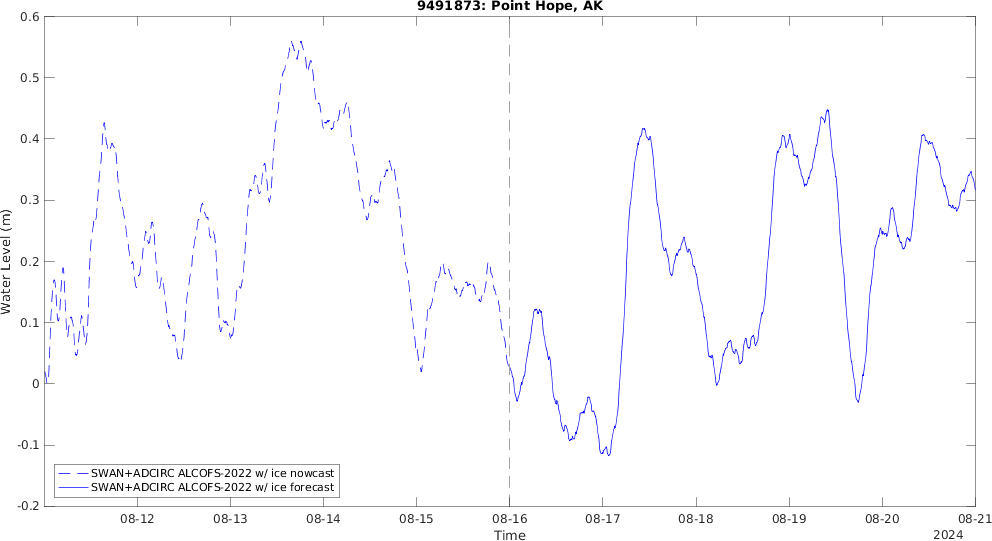 9491873: Point Hope, AK
0.6
0.5
0.4
0.3
0.2
0.1
0
-0.1
-0.2
Water Level (m)
SWAN+ADCIRC ALCOFS-2022 w/ ice nowcast
SWAN+ADCIRC ALCOFS-2022 w/ ice forecast
08-12 08-13 08-14 08-15 08-16 08-17 08-18 08-19 08-20 08-21
Time
2024